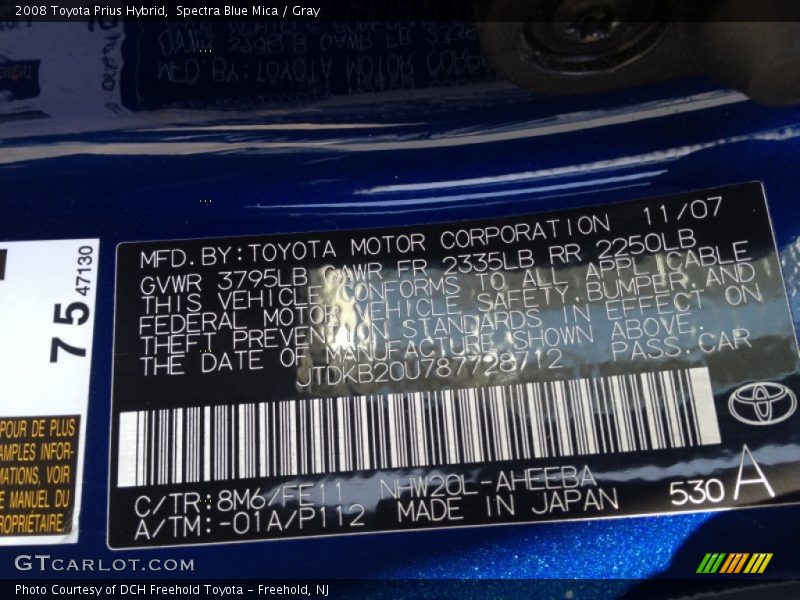 2008 Toyota Prius Hybrid, Spectra Blue Mica / Gray
MFD.BY:TOYOTA MOTOR CORPORATION 11/07
GVWR 3795LB GAWR FR 2335LB RR 2250LB
THIS VEHICLE CONFORMS TO ALL APPLICABLE
FEDERAL MOTOR VEHICLE SAFETY,BUMPER,AND
THEFT PREVENTION STANDARDS IN EFFECT ON
THE DATE OF MANUFACTURE SHOWN ABOVE.
JTDKB20U787728712 PASS.CAR
C/TR:8M6/FE11 NHW20L-AHEEBA
A/TM:-01A/P112 MADE IN JAPAN
530 A
75
47130
POUR DE PLUS
AMPLES INFOR-
MATIONS, VOIR
E MANUEL DU
ROPRIÉTAIRE
GTCARLOT.COM
Photo Courtesy of DCH Freehold Toyota - Freehold, NJ